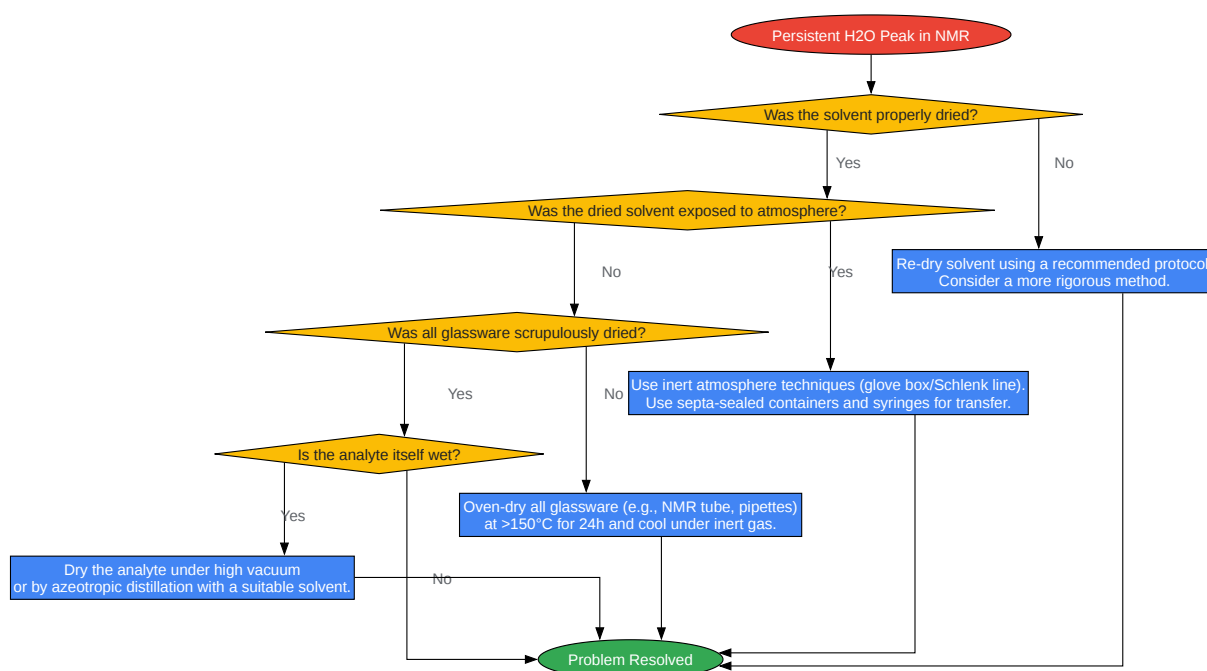 Persistent H2O Peak in NMR
Was the solvent properly dried?
Yes
No
Was the dried solvent exposed to atmosphere?
No
Yes
Re-dry solvent using a recommended protocol
Consider a more rigorous method.
Was all glassware scrupulously dried?
Yes
No
Use inert atmosphere techniques (glove box/Schlenk line).
Use septa-sealed containers and syringes for transfer.
Is the analyte itself wet?
Yes
No
Oven-dry all glassware (e.g., NMR tube, pipettes)
at >150°C for 24h and cool under inert gas.
Dry the analyte under high vacuum
or by azeotropic distillation with a suitable solvent.
Problem Resolved